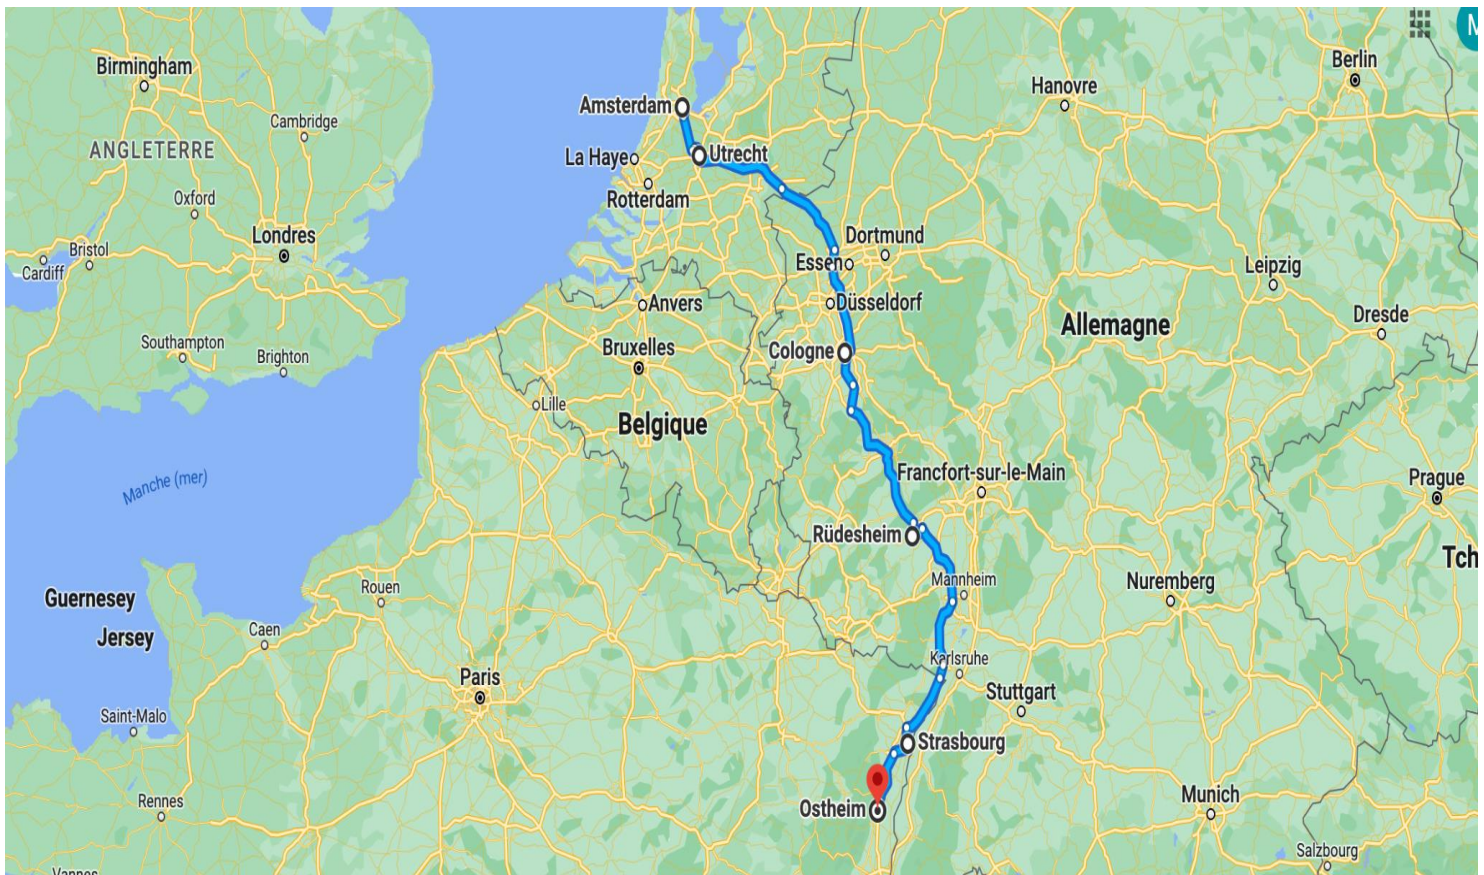 M
Birmingham
Berlin
Hanovre
Amsterdam
Cambridge
ANGLETERRE
Utrecht
La Haye
Oxford
Rotterdam
Londres
Dortmund
Bristol
Essen
Cardiff
Leipzig
Anvers
Düsseldorf
Dresde
Allemagne
Southampton
Brighton
Bruxelles
Cologne
Lille
Belgique
Manche (mer)
Francfort-sur-le-Main
Prague
Rüdesheim
Tch
Mannheim
Nuremberg
Rouen
Guernesey
Jersey
Caen
Karlsruhe
Paris
Stuttgart
Saint-Malo
Strasbourg
Munich
Rennes
Ostheim
Salzbourg
Vannes